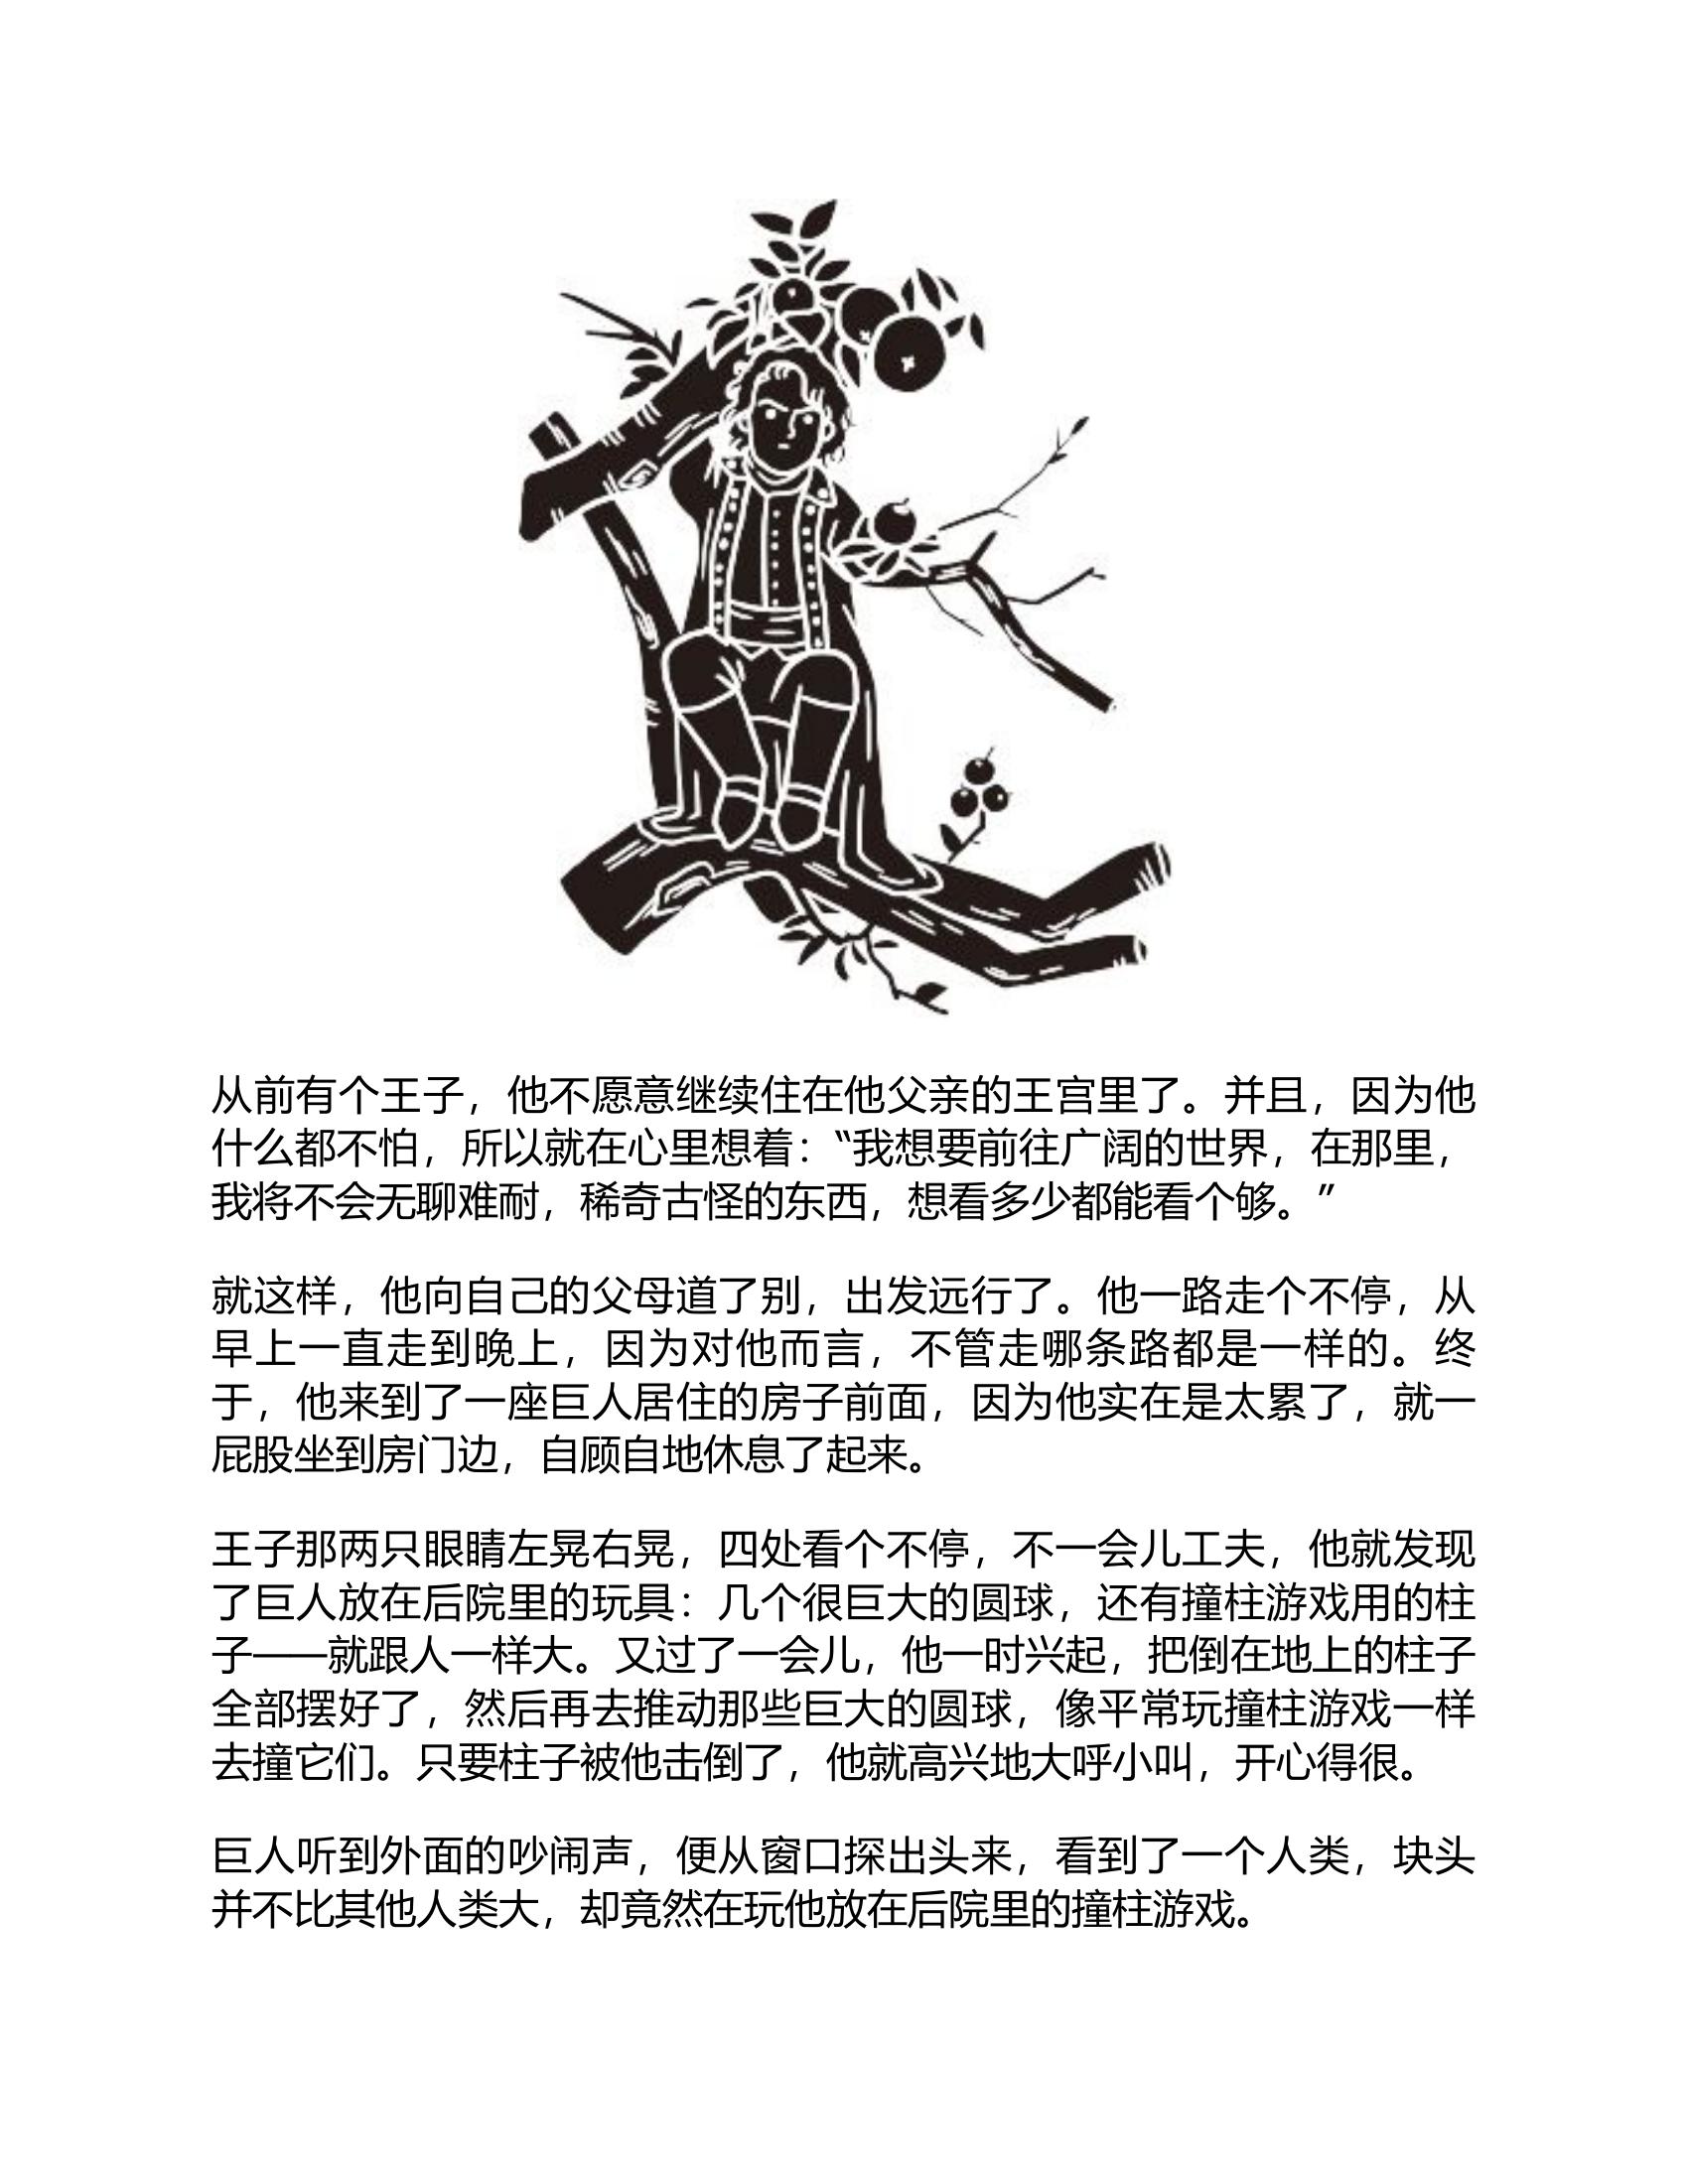 从前有个王子，他不愿意继续住在他父亲的王宫里了。并且，因为他
什么都不怕，所以就在心里想着：“我想要前往广阔的世界，在那里，
我将不会无聊难耐，稀奇古怪的东西，想看多少都能看个够。”
就这样，他向自己的父母道了别，出发远行了。他一路走个不停，从
早上一直走到晚上，因为对他而言，不管走哪条路都是一样的。终
于，他来到了一座巨人居住的房子前面，因为他实在是太累了，就一
屁股坐到房门边，自顾自地休息了起来。
王子那两只眼睛左晃右晃，四处看个不停，不一会儿工夫，他就发现
了巨人放在后院里的玩具：几个很巨大的圆球，还有撞柱游戏用的柱
子——就跟人一样大。又过了一会儿，他一时兴起，把倒在地上的柱子
全部摆好了，然后再去推动那些巨大的圆球，像平常玩撞柱游戏一样
去撞它们。只要柱子被他击倒了，他就高兴地大呼小叫，开心得很。
巨人听到外面的吵闹声，便从窗口探出头来，看到了一个人类，块头
并不比其他人类大，却竟然在玩他放在后院里的撞柱游戏。